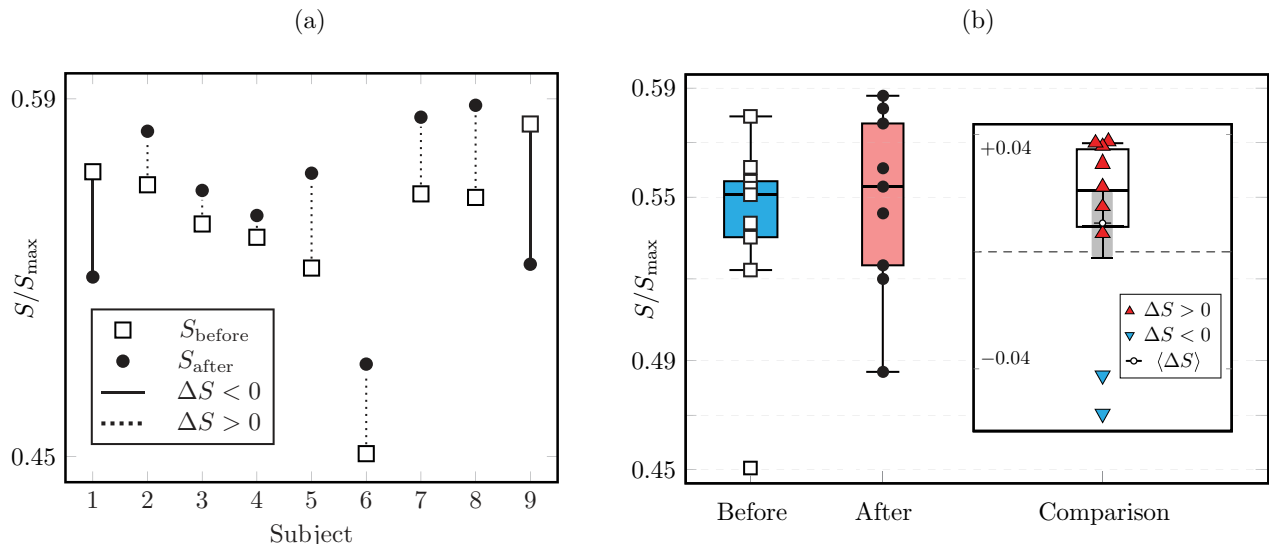 (a)
0.59
0.45
S/S_max
S_before
S_after
ΔS < 0
ΔS > 0
1 2 3 4 5 6 7 8 9
Subject
(b)
0.59
0.55
0.49
0.45
S/S_max
+0.04
−0.04
ΔS > 0
ΔS < 0
⟨ΔS⟩
Before After Comparison